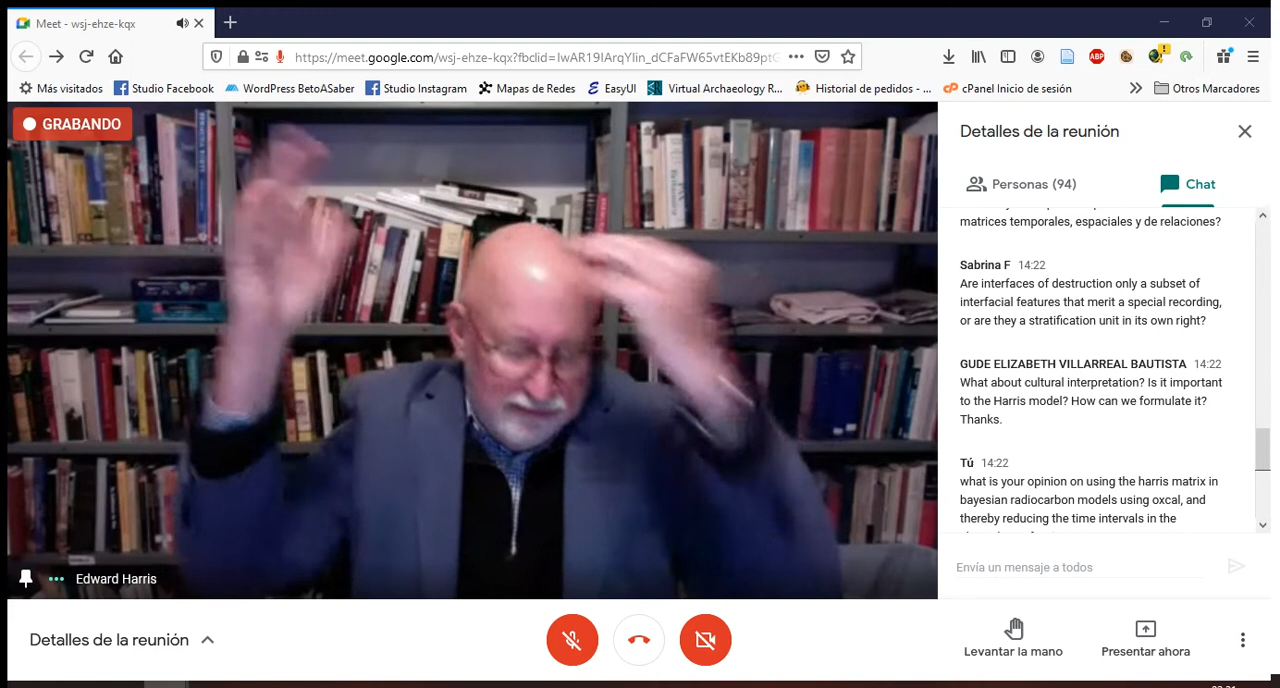 Meet - wsj-ehze-kqx
https://meet.google.com/wsj-ehze-kqx?fbclid=IwAR19IArqYIin_dCFaFW65vtEKb89ptG
ABP
Más visitados Studio Facebook WordPress BetoASaber Studio Instagram Mapas de Redes EasyUI Virtual Archaeology R... Historial de pedidos - ... cPanel Inicio de sesión Otros Marcadores
GRABANDO
Detalles de la reunión
Personas (94) Chat
matrices temporales, espaciales y de relaciones?
Sabrina F 14:22
Are interfaces of destruction only a subset of
interfacial features that merit a special recording,
or are they a stratification unit in its own right?
GUDE ELIZABETH VILLARREAL BAUTISTA 14:22
What about cultural interpretation? Is it important
to the Harris model? How can we formulate it?
Thanks.
Tú 14:22
what is your opinion on using the harris matrix in
bayesian radiocarbon models using oxcal, and
thereby reducing the time intervals in the
Edward Harris
Envía un mensaje a todos
Detalles de la reunión
Levantar la mano
Presentar ahora